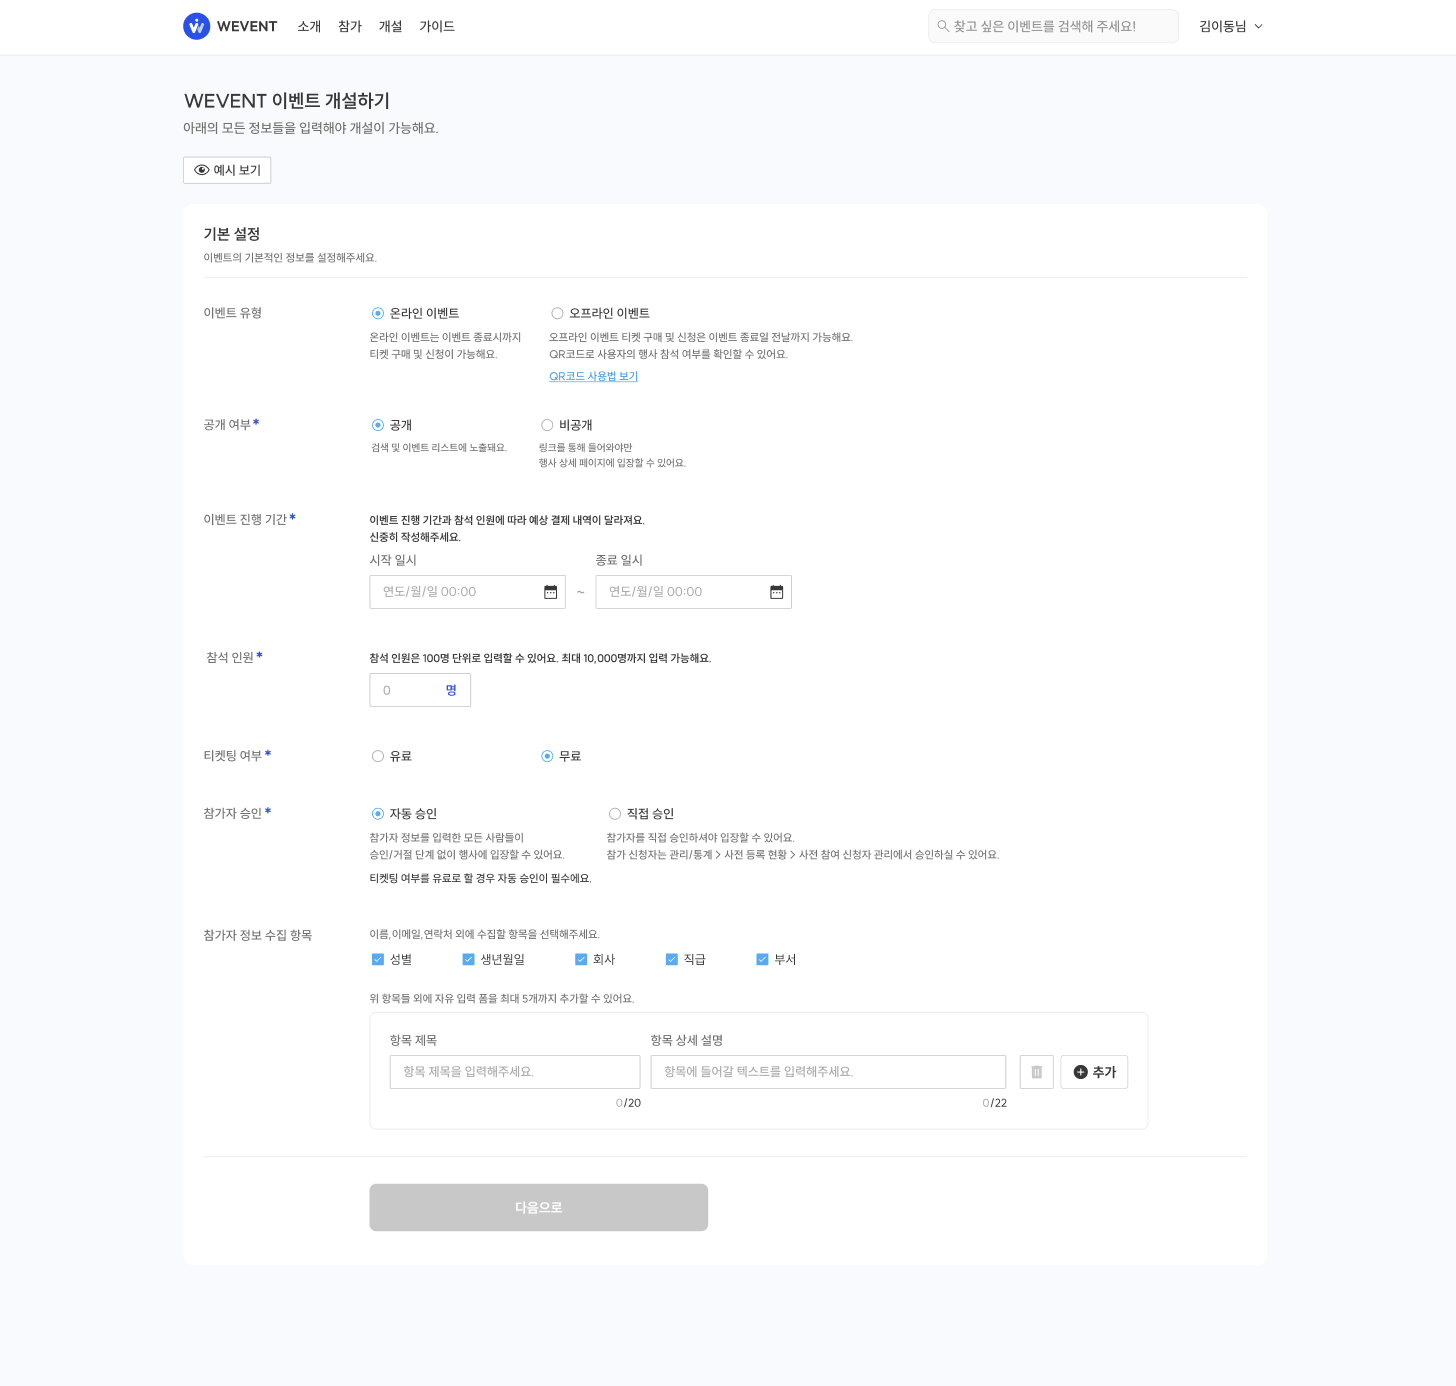 WEVENT 소개 참가 개설 가이드 찾고 싶은 이벤트를 검색해 주세요! 김이동님
WEVENT 이벤트 개설하기
아래의 모든 정보들을 입력해야 개설이 가능해요.
예시 보기
기본 설정
이벤트의 기본적인 정보를 설정해주세요.
이벤트 유형
온라인 이벤트
온라인 이벤트는 이벤트 종료시까지
티켓 구매 및 신청이 가능해요.
오프라인 이벤트
오프라인 이벤트 티켓 구매 및 신청은 이벤트 종료일 전날까지 가능해요.
QR코드로 사용자의 행사 참석 여부를 확인할 수 있어요.
QR코드 사용법 보기
공개 여부*
공개
검색 및 이벤트 리스트에 노출돼요.
비공개
링크를 통해 들어와야만
행사 상세 페이지에 입장할 수 있어요.
이벤트 진행 기간*
이벤트 진행 기간과 참석 인원에 따라 예상 결제 내역이 달라져요.
신중히 작성해주세요.
시작 일시 종료 일시
연도/월/일 00:00 ~ 연도/월/일 00:00
참석 인원*
참석 인원은 100명 단위로 입력할 수 있어요. 최대 10,000명까지 입력 가능해요.
0 명
티켓팅 여부*
유료 무료
참가자 승인*
자동 승인
참가자 정보를 입력한 모든 사람들이
승인/거절 단계 없이 행사에 입장할 수 있어요.
티켓팅 여부를 유료로 할 경우 자동 승인이 필수에요.
직접 승인
참가자를 직접 승인하셔야 입장할 수 있어요.
참가 신청자는 관리/통계 > 사전 등록 현황 > 사전 참여 신청자 관리에서 승인하실 수 있어요.
참가자 정보 수집 항목
이름,이메일,연락처 외에 수집할 항목을 선택해주세요.
성별 생년월일 회사 직급 부서
위 항목들 외에 자유 입력 폼을 최대 5개까지 추가할 수 있어요.
항목 제목 항목 상세 설명
항목 제목을 입력해주세요. 항목에 들어갈 텍스트를 입력해주세요. 추가
0/20 0/22
다음으로